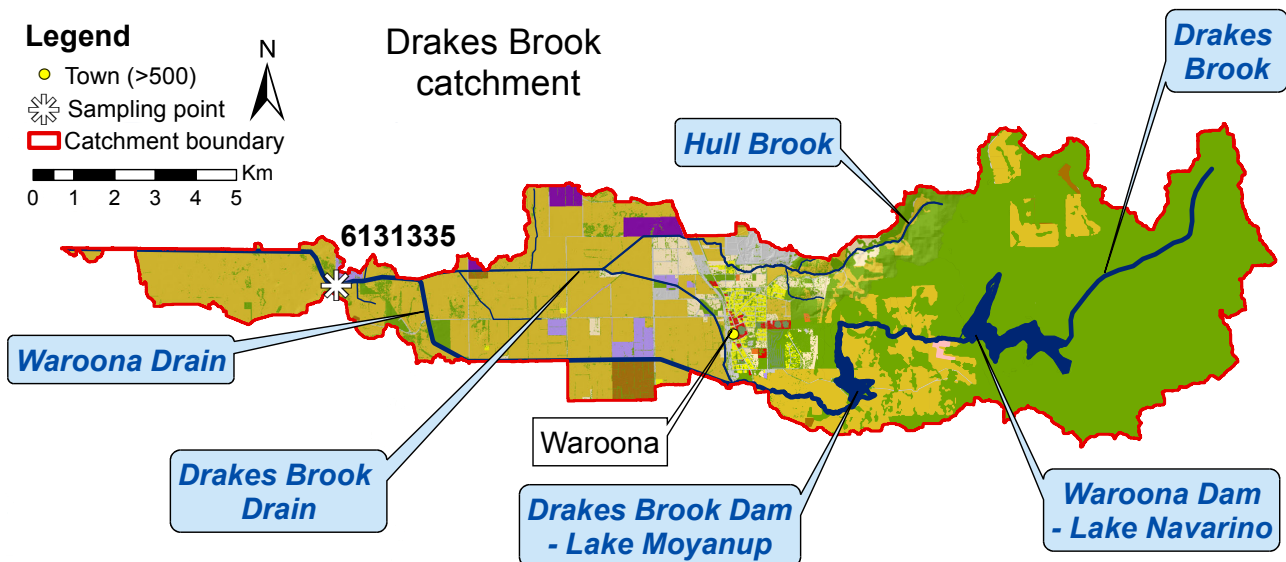 Legend
Town (>500)
Sampling point
Catchment boundary
0 1 2 3 4 5 Km
N
Drakes Brook
catchment
Drakes
Brook
Hull Brook
6131335
Waroona Drain
Waroona
Drakes Brook
Drain
Drakes Brook Dam
- Lake Moyanup
Waroona Dam
- Lake Navarino